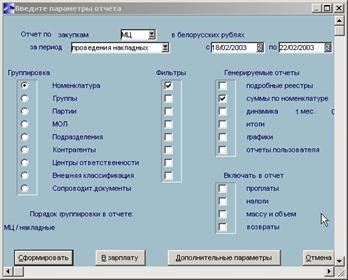 Введите параметры отчета
Отчет по закупкам МЦ в белорусских рублях
за период проведения накладных с 18/02/2003 по 22/02/2003
Группировка Фильтры Генерируемые отчеты
Номенклатура подробные реестры
Группы суммы по номенклатуре
Партии динамика 1 мес. 0
МОЛ итоги
Подразделения графики
Контрагенты отчеты пользователя
Центры ответственности
Внешняя классификация Включать в отчет
Сопроводит.документы проплаты
налоги
Порядок группировки в отчете: массу и объем
МЦ / накладные возвраты
Сформировать В зарплату Дополнительные параметры Отмена